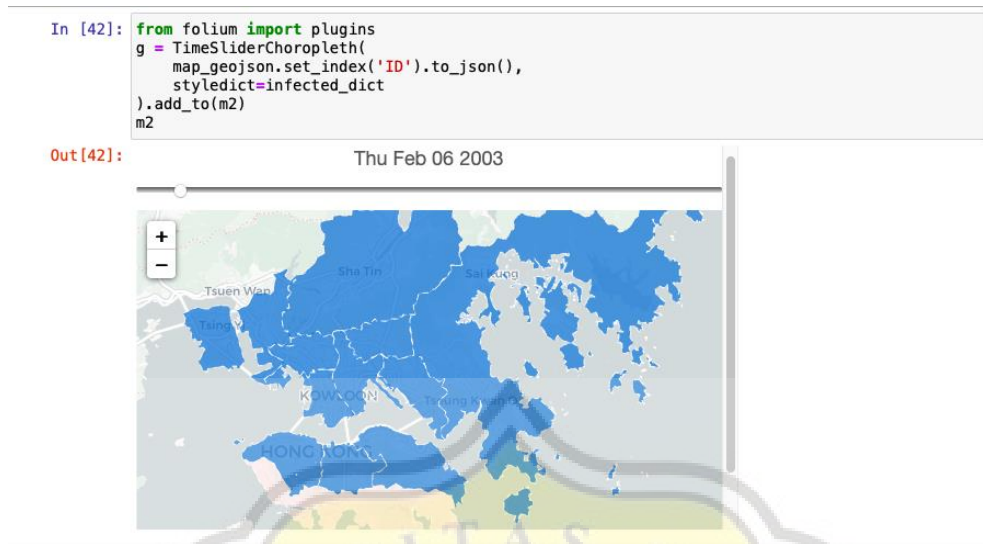 In [42]: from folium import plugins
g = TimeSliderChoropleth(
    map_geojson.set_index('ID').to_json(),
    styledict=infected_dict
).add_to(m2)
m2
Out[42]:
Thu Feb 06 2003
+
−
Sha Tin
Sai Kung
Tsuen Wan
KOWLOON
HONG KONG
ITAS